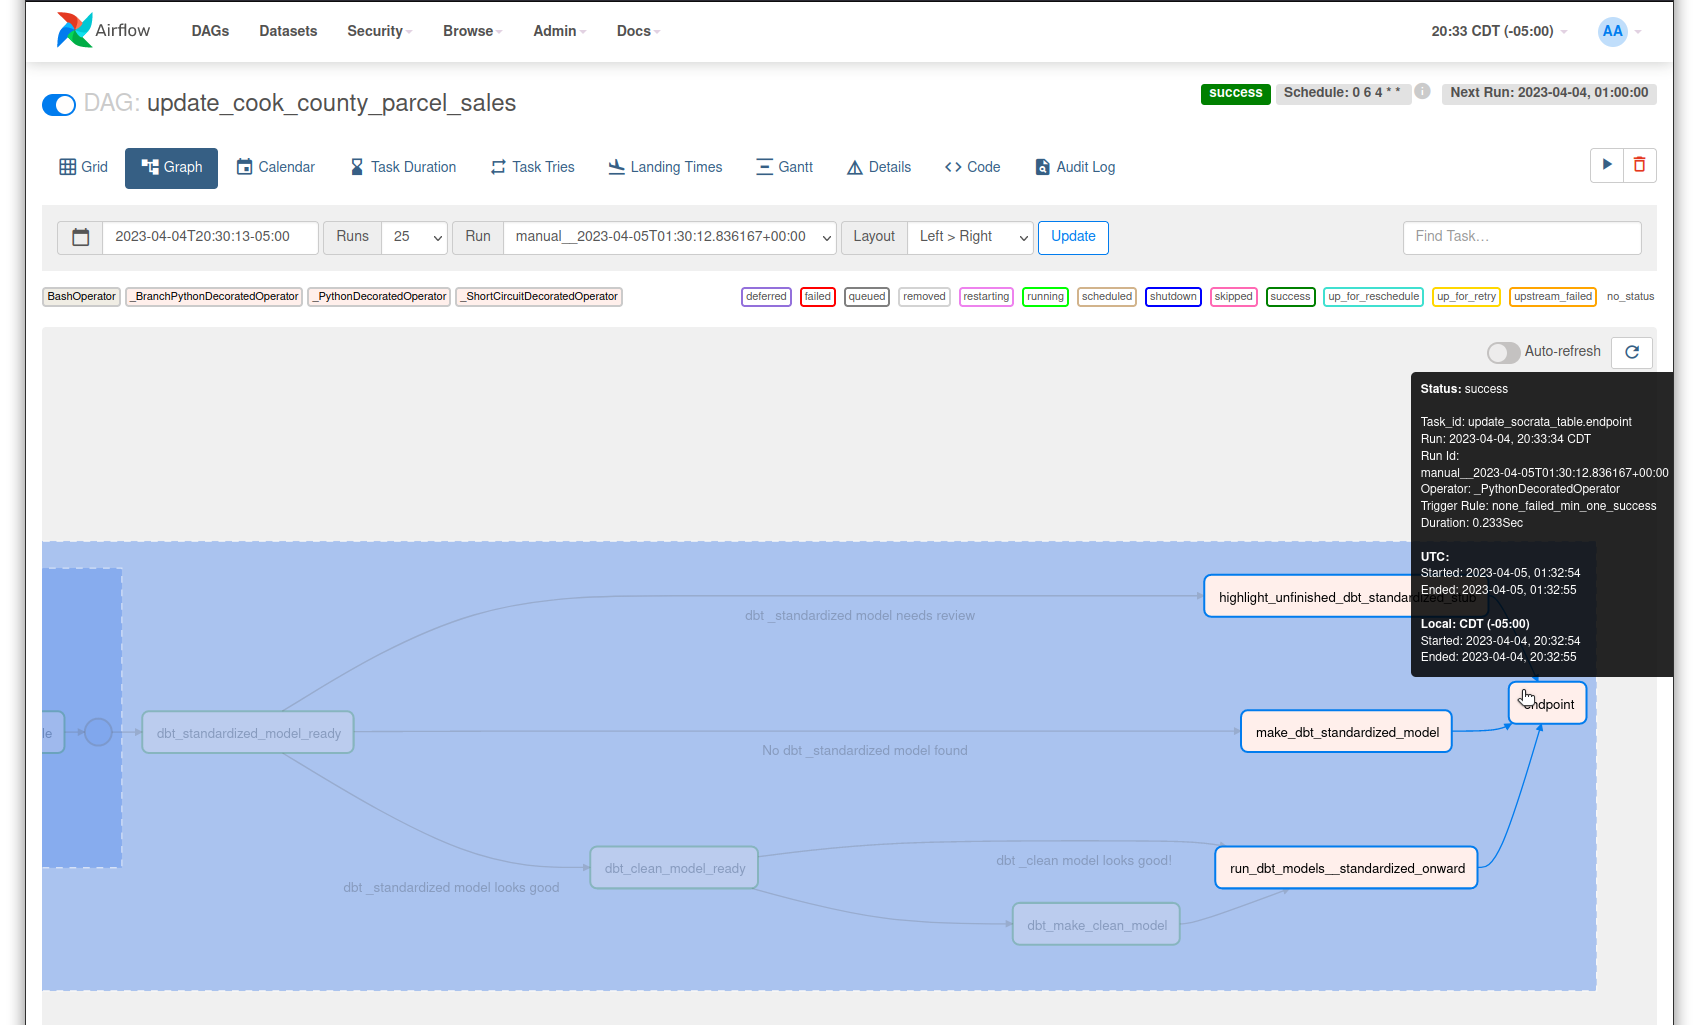 Airflow DAGs Datasets Security Browse Admin Docs 20:33 CDT (-05:00) AA
DAG: update_cook_county_parcel_sales
success Schedule: 0 6 4 * * i Next Run: 2023-04-04, 01:00:00
Grid Graph Calendar Task Duration Task Tries Landing Times Gantt Details Code Audit Log
2023-04-04T20:30:13-05:00 Runs 25 Run manual__2023-04-05T01:30:12.836167+00:00 Layout Left > Right Update Find Task...
BashOperator _BranchPythonDecoratedOperator _PythonDecoratedOperator _ShortCircuitDecoratedOperator deferred failed queued removed restarting running scheduled shutdown skipped success up_for_reschedule up_for_retry upstream_failed no_status
Auto-refresh
Status: success
Task_id: update_socrata_table.endpoint
Run: 2023-04-04, 20:33:34 CDT
Run Id:
manual__2023-04-05T01:30:12.836167+00:00
Operator: _PythonDecoratedOperator
Trigger Rule: none_failed_min_one_success
Duration: 0.233Sec
UTC:
Started: 2023-04-05, 01:32:54
Ended: 2023-04-05, 01:32:55
Local: CDT (-05:00)
Started: 2023-04-04, 20:32:54
Ended: 2023-04-04, 20:32:55
highlight_unfinished_dbt_standardized_stub
dbt _standardized model needs review
endpoint
le
dbt_standardized_model_ready
make_dbt_standardized_model
No dbt _standardized model found
dbt_clean_model_ready
dbt _clean model looks good!
run_dbt_models__standardized_onward
dbt _standardized model looks good
dbt_make_clean_model